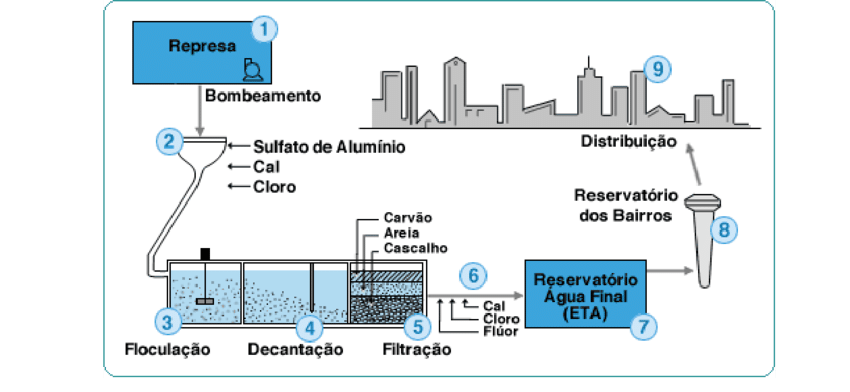 1
Represa
Bombeamento
2
Sulfato de Alumínio
Cal
Cloro
Carvão
Areia
Cascalho
3
4
5
Floculação
Decantação
Filtração
6
Cal
Cloro
Flúor
Reservatório
Água Final
(ETA)
7
Reservatório
dos Bairros
8
9
Distribuição